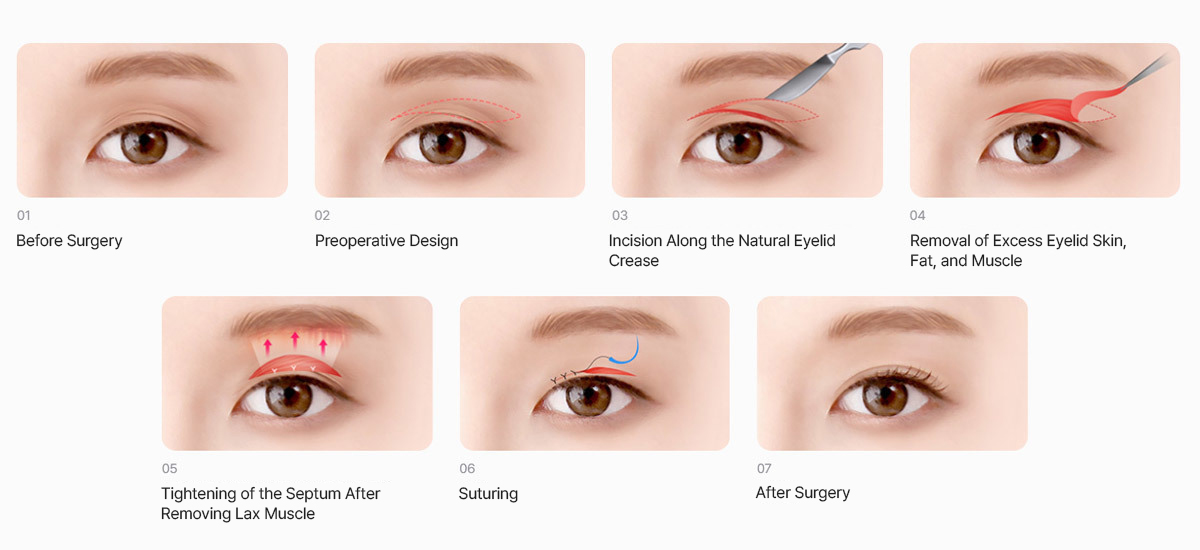 01
Before Surgery
02
Preoperative Design
03
Incision Along the Natural Eyelid
Crease
04
Removal of Excess Eyelid Skin,
Fat, and Muscle
05
Tightening of the Septum After
Removing Lax Muscle
06
Suturing
07
After Surgery